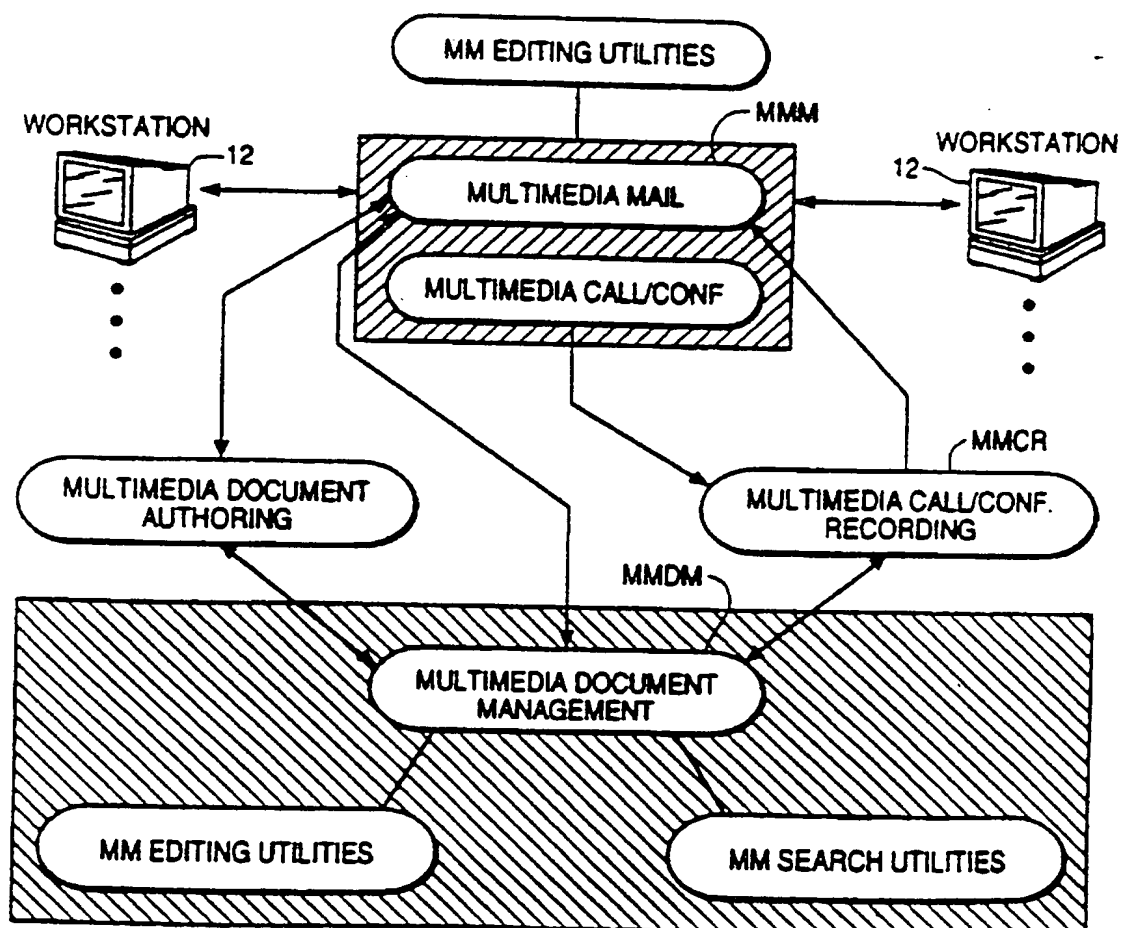 MM EDITING UTILITIES
MMM
WORKSTATION
12
WORKSTATION
12
MULTIMEDIA MAIL
MULTIMEDIA CALL/CONF
MMCR
MULTIMEDIA DOCUMENT
AUTHORING
MULTIMEDIA CALL/CONF.
RECORDING
MMDM
MULTIMEDIA DOCUMENT
MANAGEMENT
MM EDITING UTILITIES
MM SEARCH UTILITIES